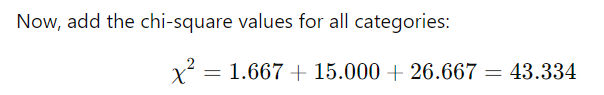 Now, add the chi-square values for all categories:
χ² = 1.667 + 15.000 + 26.667 = 43.334